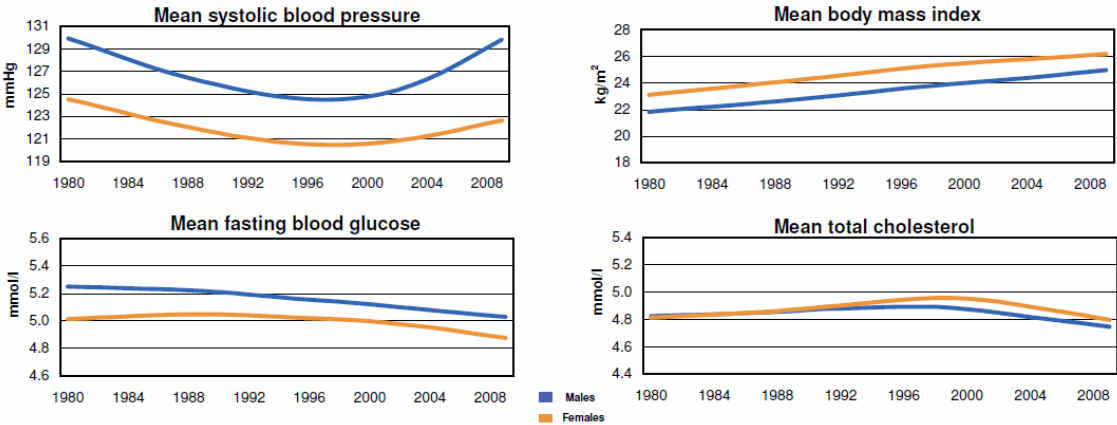 Mean systolic blood pressure
mmHg
131
129
127
125
123
121
119
1980 1984 1988 1992 1996 2000 2004 2008
Mean body mass index
kg/m²
28
26
24
22
20
18
1980 1984 1988 1992 1996 2000 2004 2008
Mean fasting blood glucose
mmol/l
5.6
5.4
5.2
5.0
4.8
4.6
1980 1984 1988 1992 1996 2000 2004 2008
Mean total cholesterol
mmol/l
5.4
5.2
5.0
4.8
4.6
4.4
1980 1984 1988 1992 1996 2000 2004 2008
Males
Females